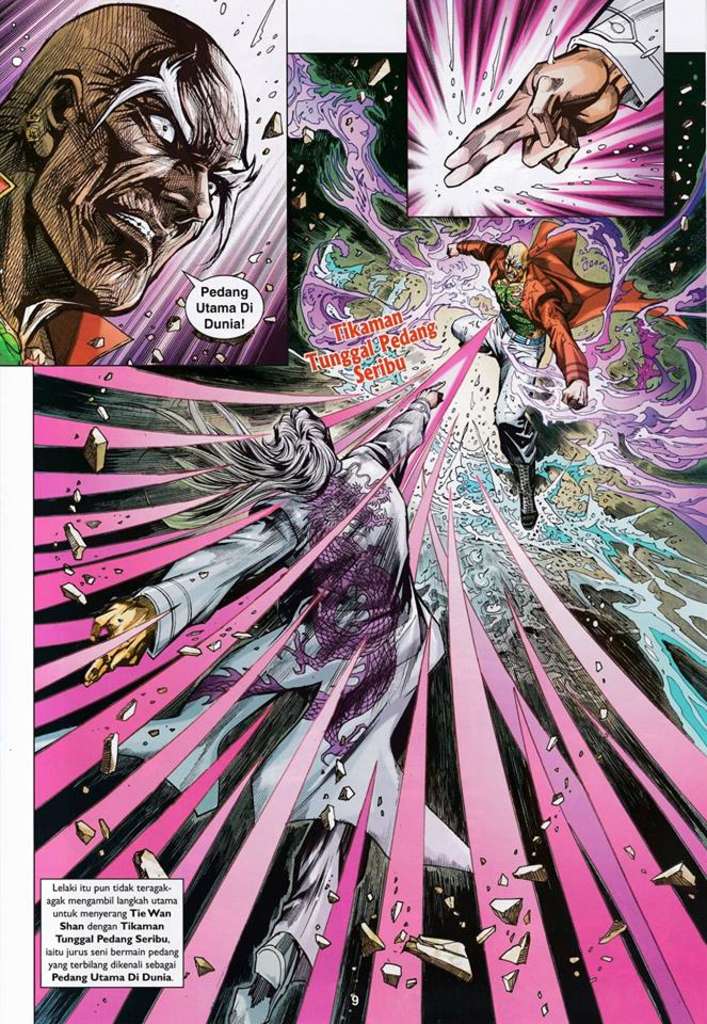 Pedang
Utama Di
Dunia!
Tikaman
Tunggal Pedang
Seribu
Lelaki itu pun tidak teragak-
agak mengambil langkah utama
untuk menyerang Tie Wan
Shan dengan Tikaman
Tunggal Pedang Seribu,
iaitu jurus seni bermain pedang
yang terbilang dikenali sebagai
Pedang Utama Di Dunia.
9